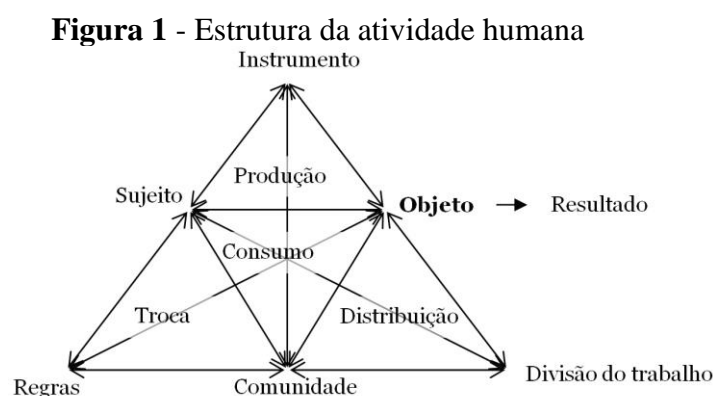 Figura 1 - Estrutura da atividade humana
Instrumento
Produção
Sujeito
Objeto
Resultado
Consumo
Troca
Distribuição
Regras
Comunidade
Divisão do trabalho